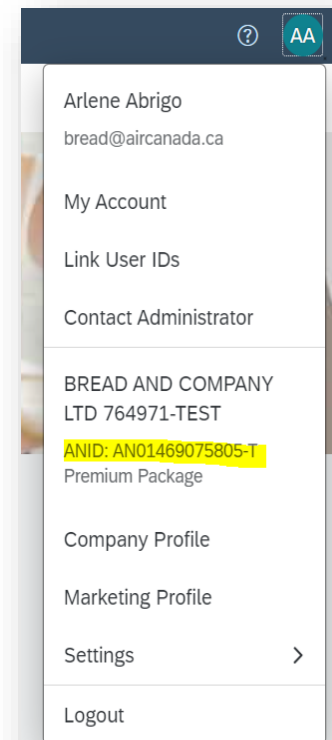 ?
AA
Arlene Abrigo
bread@aircanada.ca
My Account
Link User IDs
Contact Administrator
BREAD AND COMPANY
LTD 764971-TEST
ANID: AN01469075805-T
Premium Package
Company Profile
Marketing Profile
Settings
Logout